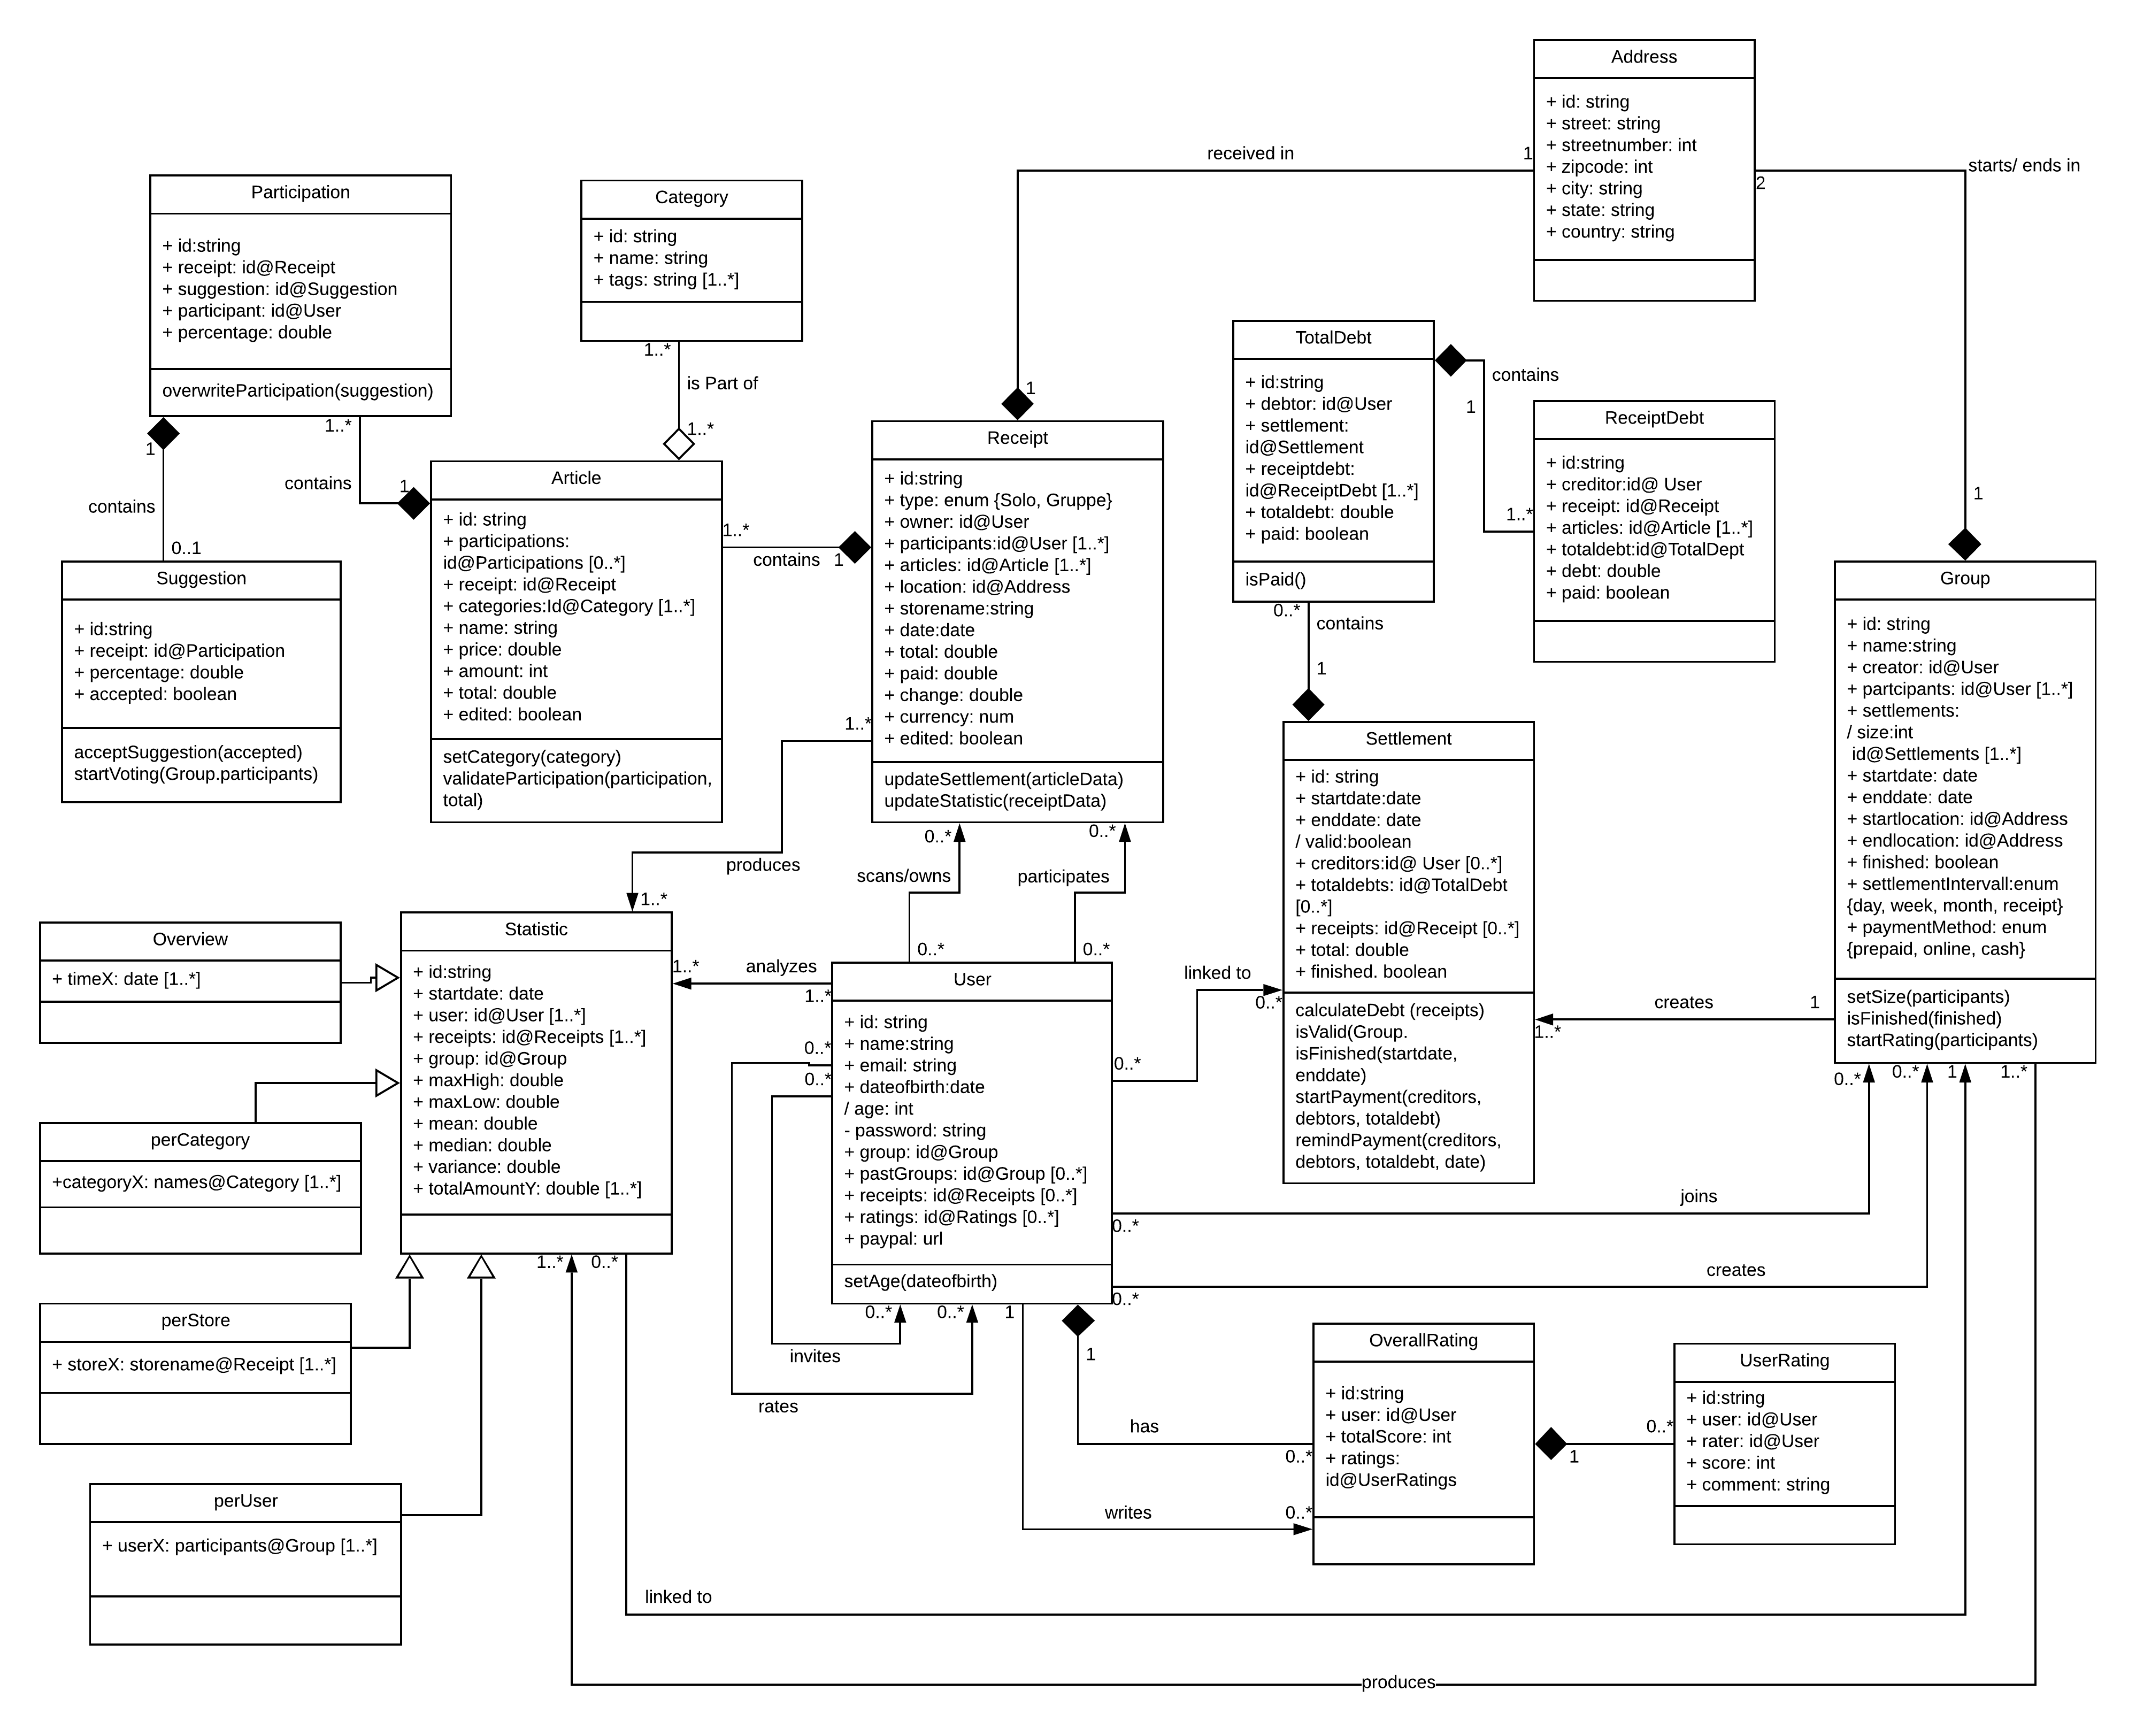 Address
+ id: string
+ street: string
+ streetnumber: int
+ zipcode: int
+ city: string
+ state: string
+ country: string
received in
1
1
2
starts/ ends in
1
Participation
+ id:string
+ receipt: id@Receipt
+ suggestion: id@Suggestion
+ participant: id@User
+ percentage: double
overwriteParticipation(suggestion)
1
contains
0..1
1..*
contains
1
Category
+ id: string
+ name: string
+ tags: string [1..*]
1..*
is Part of
1..*
Suggestion
+ id:string
+ receipt: id@Participation
+ percentage: double
+ accepted: boolean
acceptSuggestion(accepted)
startVoting(Group.participants)
Article
+ id: string
+ participations:
id@Participations [0..*]
+ receipt: id@Receipt
+ categories:Id@Category [1..*]
+ name: string
+ price: double
+ amount: int
+ total: double
+ edited: boolean
setCategory(category)
validateParticipation(participation,
total)
1..*
contains
1
Receipt
+ id:string
+ type: enum {Solo, Gruppe}
+ owner: id@User
+ participants:id@User [1..*]
+ articles: id@Article [1..*]
+ location: id@Address
+ storename:string
+ date:date
+ total: double
+ paid: double
+ change: double
+ currency: num
+ edited: boolean
updateSettlement(articleData)
updateStatistic(receiptData)
1..*
produces
1..*
0..*
scans/owns
0..*
0..*
participates
0..*
TotalDebt
+ id:string
+ debtor: id@User
+ settlement:
id@Settlement
+ receiptdebt:
id@ReceiptDebt [1..*]
+ totaldebt: double
+ paid: boolean
isPaid()
contains
1
1..*
0..*
contains
1
ReceiptDebt
+ id:string
+ creditor:id@ User
+ receipt: id@Receipt
+ articles: id@Article [1..*]
+ totaldebt:id@TotalDept
+ debt: double
+ paid: boolean
Group
+ id: string
+ name:string
+ creator: id@User
+ partcipants: id@User [1..*]
+ settlements:
/ size:int
id@Settlements [1..*]
+ startdate: date
+ enddate: date
+ startlocation: id@Address
+ endlocation: id@Address
+ finished: boolean
+ settlementIntervall:enum
{day, week, month, receipt}
+ paymentMethod: enum
{prepaid, online, cash}
setSize(participants)
isFinished(finished)
startRating(participants)
Settlement
+ id: string
+ startdate:date
+ enddate: date
/ valid:boolean
+ creditors:id@ User [0..*]
+ totaldebts: id@TotalDebt
[0..*]
+ receipts: id@Receipt [0..*]
+ total: double
+ finished. boolean
calculateDebt (receipts)
isValid(Group.
isFinished(startdate,
enddate)
startPayment(creditors,
debtors, totaldebt)
remindPayment(creditors,
debtors, totaldebt, date)
creates
1
1..*
linked to
0..*
0..*
Overview
+ timeX: date [1..*]
Statistic
+ id:string
+ startdate: date
+ user: id@User [1..*]
+ receipts: id@Receipts [1..*]
+ group: id@Group
+ maxHigh: double
+ maxLow: double
+ mean: double
+ median: double
+ variance: double
+ totalAmountY: double [1..*]
1..*
analyzes
1..*
User
+ id: string
+ name:string
+ email: string
+ dateofbirth:date
/ age: int
- password: string
+ group: id@Group
+ pastGroups: id@Group [0..*]
+ receipts: id@Receipts [0..*]
+ ratings: id@Ratings [0..*]
+ paypal: url
setAge(dateofbirth)
0..*
0..*
0..*
0..*
1
invites
rates
0..*
joins
0..*
0..*
creates
0..*
1
1..*
perCategory
+categoryX: names@Category [1..*]
perStore
+ storeX: storename@Receipt [1..*]
perUser
+ userX: participants@Group [1..*]
1..*
0..*
linked to
produces
1
has
0..*
writes
0..*
OverallRating
+ id:string
+ user: id@User
+ totalScore: int
+ ratings:
id@UserRatings
1
0..*
UserRating
+ id:string
+ user: id@User
+ rater: id@User
+ score: int
+ comment: string